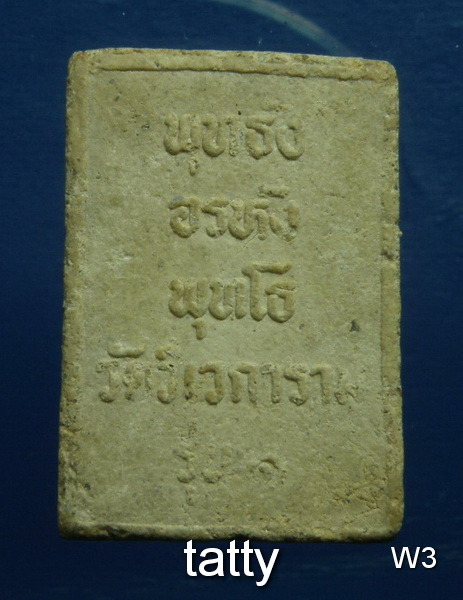 พุทธัง
อรหัง
พุทโธ
วัดวิเวการาม
รุ่น ๑
tatty W3